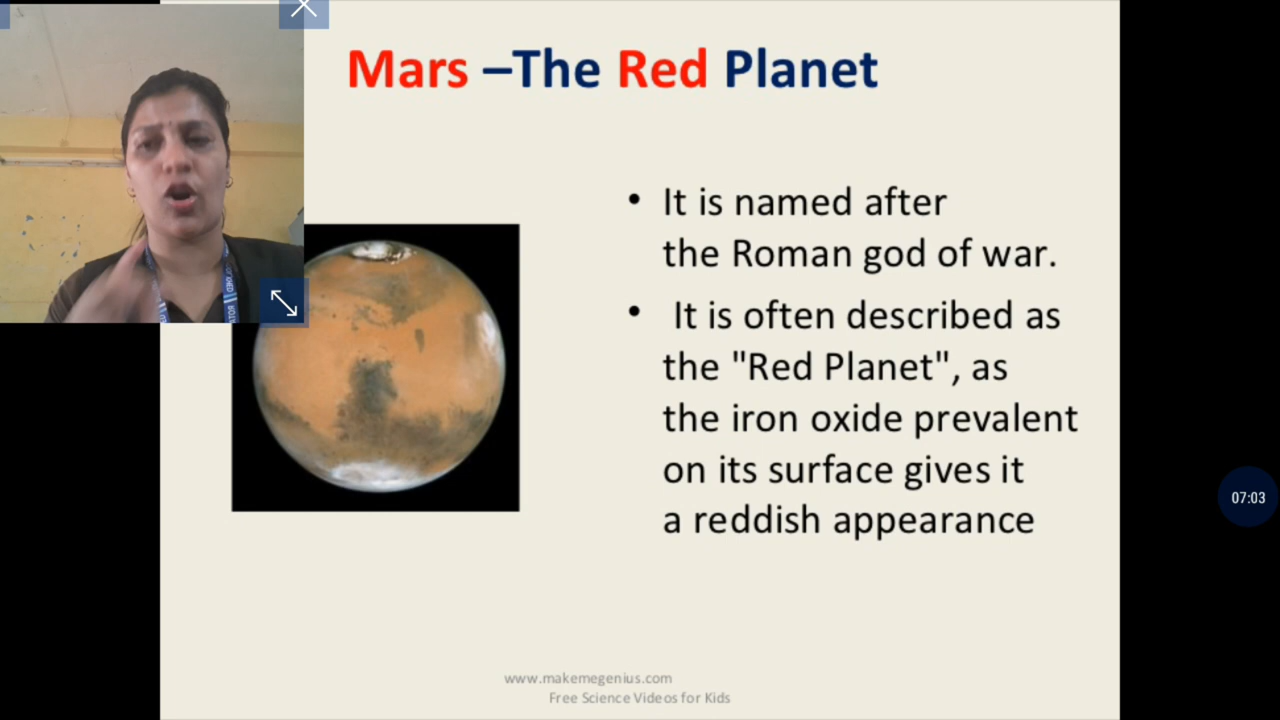 Mars –The Red Planet
• It is named after
the Roman god of war.
• It is often described as
the "Red Planet", as
the iron oxide prevalent
on its surface gives it
a reddish appearance
07:03
www.makemegenius.com
Free Science Videos for Kids